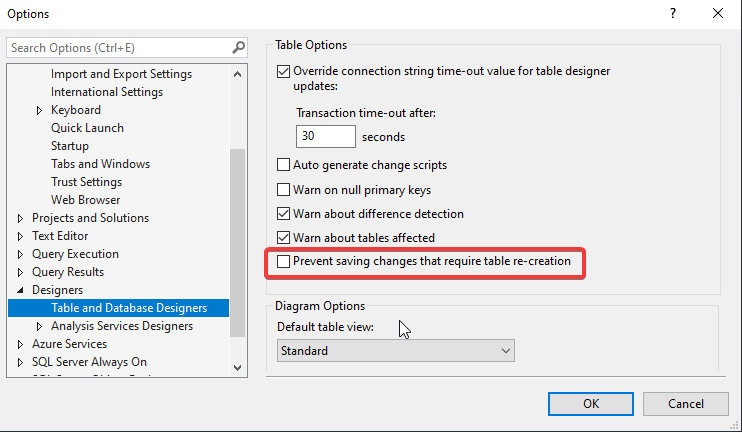 Options
?
Search Options (Ctrl+E)
Import and Export Settings
International Settings
Keyboard
Quick Launch
Startup
Tabs and Windows
Trust Settings
Web Browser
Projects and Solutions
Text Editor
Query Execution
Query Results
Designers
Table and Database Designers
Analysis Services Designers
Azure Services
SQL Server Always On
Table Options
Override connection string time-out value for table designer
updates:
Transaction time-out after:
30 seconds
Auto generate change scripts
Warn on null primary keys
Warn about difference detection
Warn about tables affected
Prevent saving changes that require table re-creation
Diagram Options
Default table view:
Standard
OK
Cancel